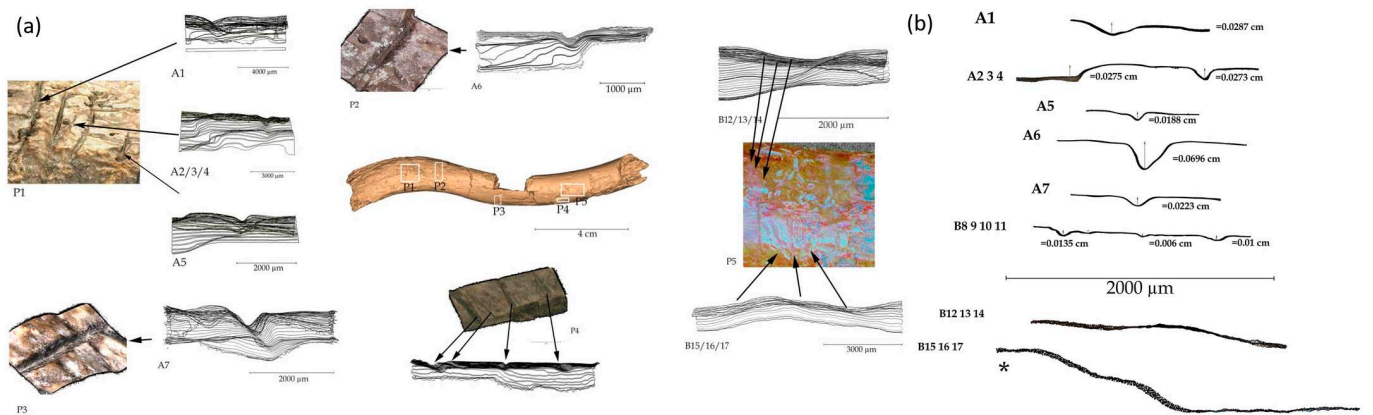 (a)
A1
4000 µm
P1
A2/3/4
3000 µm
A5
2000 µm
P2
A6
1000 µm
P1
P2
P3
P4
P5
4 cm
P3
A7
2000 µm
P4
B12/13/14
2000 µm
P5
B15/16/17
3000 µm
(b)
A1
=0.0287 cm
A2 3 4
=0.0275 cm
=0.0273 cm
A5
=0.0188 cm
A6
=0.0696 cm
A7
=0.0223 cm
B8 9 10 11
=0.0135 cm
=0.006 cm
=0.01 cm
2000 µm
B12 13 14
B15 16 17
*